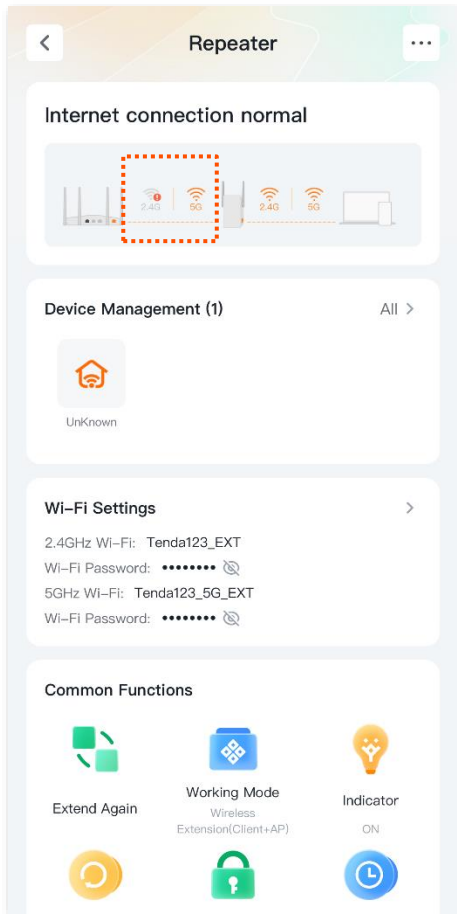 Repeater
Internet connection normal
2.4G 5G 2.4G 5G
Device Management (1) All
UnKnown
Wi-Fi Settings
2.4GHz Wi-Fi: Tenda123_EXT
Wi-Fi Password: ••••••••
5GHz Wi-Fi: Tenda123_5G_EXT
Wi-Fi Password: ••••••••
Common Functions
Extend Again
Working Mode
Wireless
Extension(Client+AP)
Indicator
ON